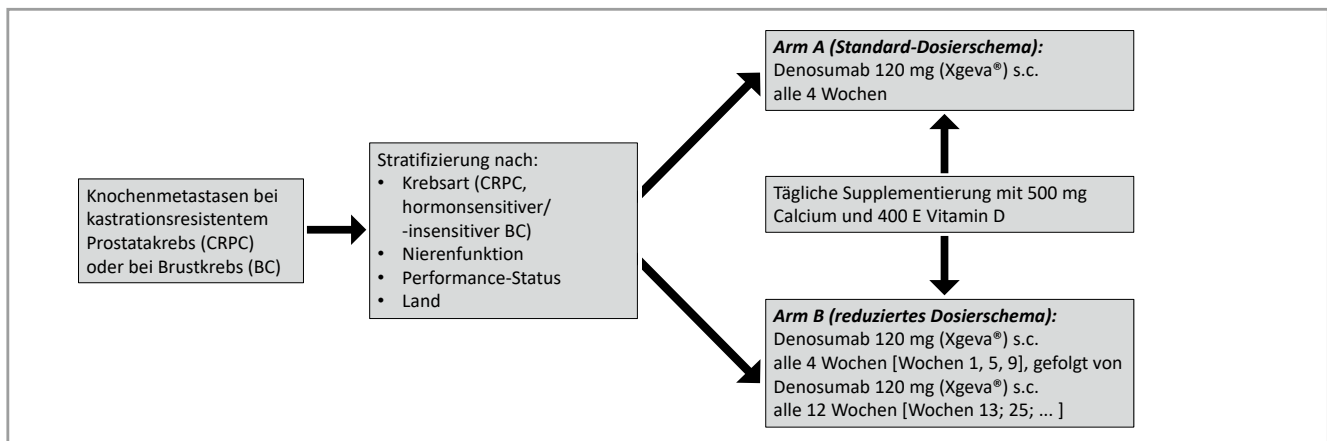 Knochenmetastasen bei
kastrationsresistentem
Prostatakrebs (CRPC)
oder bei Brustkrebs (BC)
Stratifizierung nach:
• Krebsart (CRPC,
hormonsensitiver/
-insensitiver BC)
• Nierenfunktion
• Performance-Status
• Land
Arm A (Standard-Dosierschema):
Denosumab 120 mg (Xgeva®) s.c.
alle 4 Wochen
Tägliche Supplementierung mit 500 mg
Calcium und 400 E Vitamin D
Arm B (reduziertes Dosierschema):
Denosumab 120 mg (Xgeva®) s.c.
alle 4 Wochen [Wochen 1, 5, 9], gefolgt von
Denosumab 120 mg (Xgeva®) s.c.
alle 12 Wochen [Wochen 13; 25; ... ]